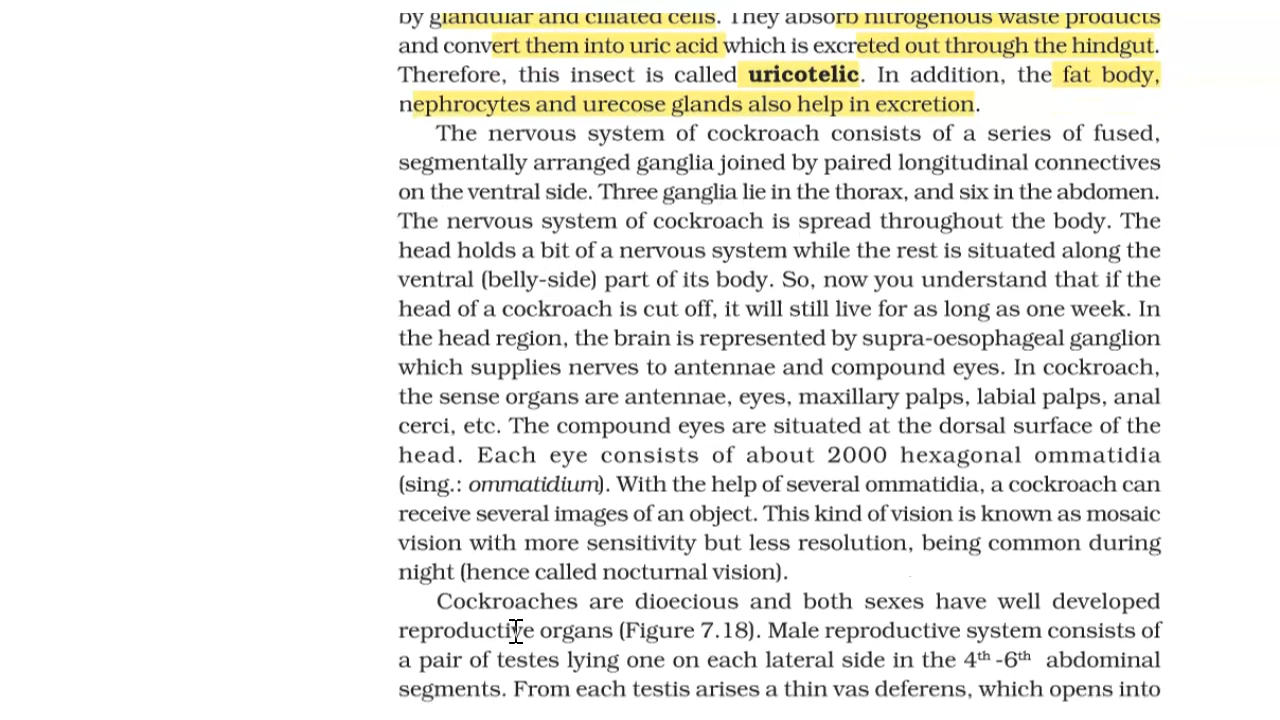 by glandular and ciliated cells. They absorb nitrogenous waste products
and convert them into uric acid which is excreted out through the hindgut.
Therefore, this insect is called uricotelic. In addition, the fat body,
nephrocytes and urecose glands also help in excretion.
The nervous system of cockroach consists of a series of fused,
segmentally arranged ganglia joined by paired longitudinal connectives
on the ventral side. Three ganglia lie in the thorax, and six in the abdomen.
The nervous system of cockroach is spread throughout the body. The
head holds a bit of a nervous system while the rest is situated along the
ventral (belly-side) part of its body. So, now you understand that if the
head of a cockroach is cut off, it will still live for as long as one week. In
the head region, the brain is represented by supra-oesophageal ganglion
which supplies nerves to antennae and compound eyes. In cockroach,
the sense organs are antennae, eyes, maxillary palps, labial palps, anal
cerci, etc. The compound eyes are situated at the dorsal surface of the
head. Each eye consists of about 2000 hexagonal ommatidia
(sing.: ommatidium). With the help of several ommatidia, a cockroach can
receive several images of an object. This kind of vision is known as mosaic
vision with more sensitivity but less resolution, being common during
night (hence called nocturnal vision).
Cockroaches are dioecious and both sexes have well developed
reproductive organs (Figure 7.18). Male reproductive system consists of
a pair of testes lying one on each lateral side in the 4th -6th abdominal
segments. From each testis arises a thin vas deferens, which opens into